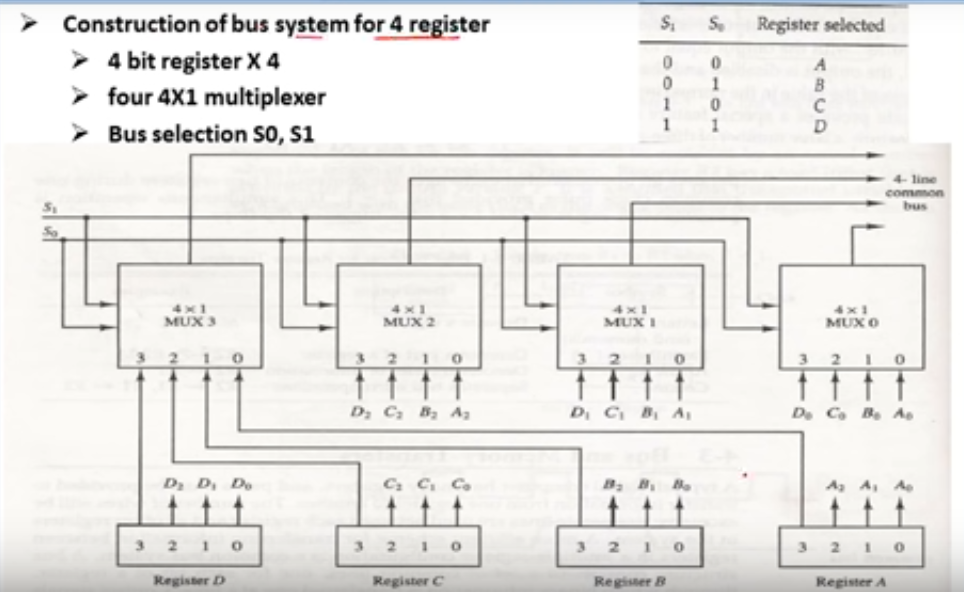 Construction of bus system for 4 register
4 bit register X 4
four 4X1 multiplexer
Bus selection S0, S1
S₁ S₀ Register selected
0 0 A
0 1 B
1 0 C
1 1 D
4- line
common
bus
S₁
S₀
4 × 1
MUX 3
3 2 1 0
4 × 1
MUX 2
3 2 1 0
4 × 1
MUX 1
3 2 1 0
4 × 1
MUX 0
3 2 1 0
D₂ C₂ B₂ A₂
D₁ C₁ B₁ A₁
D₀ C₀ B₀ A₀
D₂ D₁ D₀
C₂ C₁ C₀
B₂ B₁ B₀
A₂ A₁ A₀
3 2 1 0
Register D
3 2 1 0
Register C
3 2 1 0
Register B
3 2 1 0
Register A